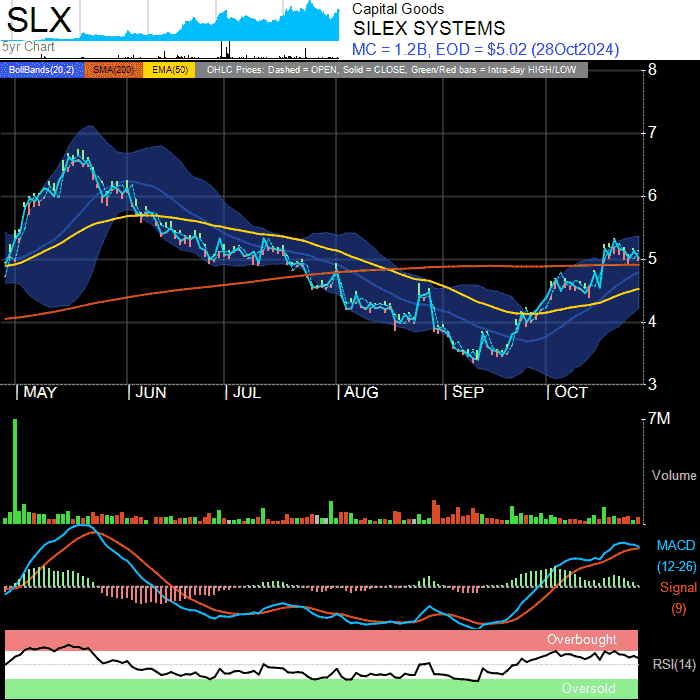 SLX
5yr Chart
Capital Goods
SILEX SYSTEMS
MC = 1.2B, EOD = $5.02 (28Oct2024)
BollBands(20,2) SMA(200) EMA(50) OHLC Prices: Dashed = OPEN, Solid = CLOSE, Green/Red bars = Intra-day HIGH/LOW
8
7
6
5
4
3
| MAY | JUN | JUL | AUG | SEP | OCT
7M
Volume
MACD
(12-26)
Signal
(9)
Overbought
RSI(14)
Oversold